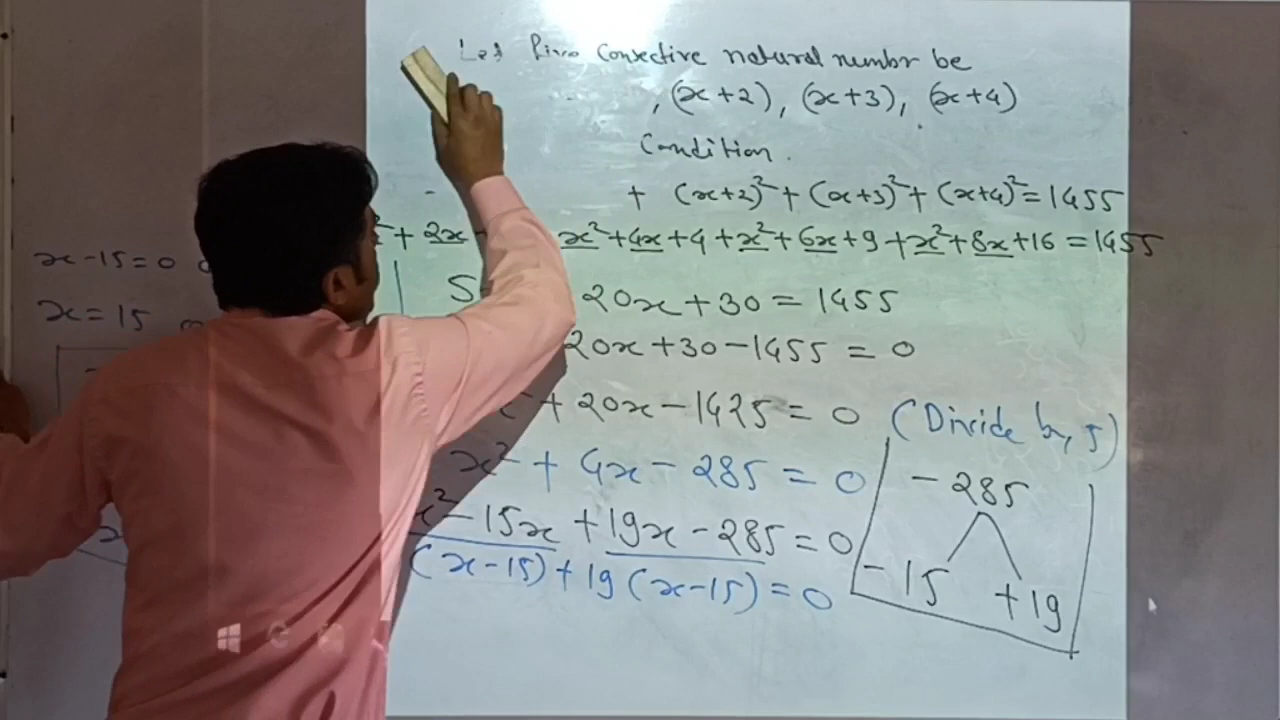 Let Five Consective natural numbr be
, (x+2), (x+3), (x+4)
Condition.
+ (x+2)² + (x+3)² + (x+4)² = 1455
² + 2x x² + 4x + 4 + x² + 6x + 9 + x² + 8x + 16 = 1455
x - 15 = 0
x = 15
20x + 30 = 1455
20x + 30 - 1455 = 0
+ 20x - 1425 = 0 (Divide by 5)
x² + 4x - 285 = 0
x² - 15x + 19x - 285 = 0
(x - 15) + 19 (x - 15) = 0
- 285
- 15 + 19